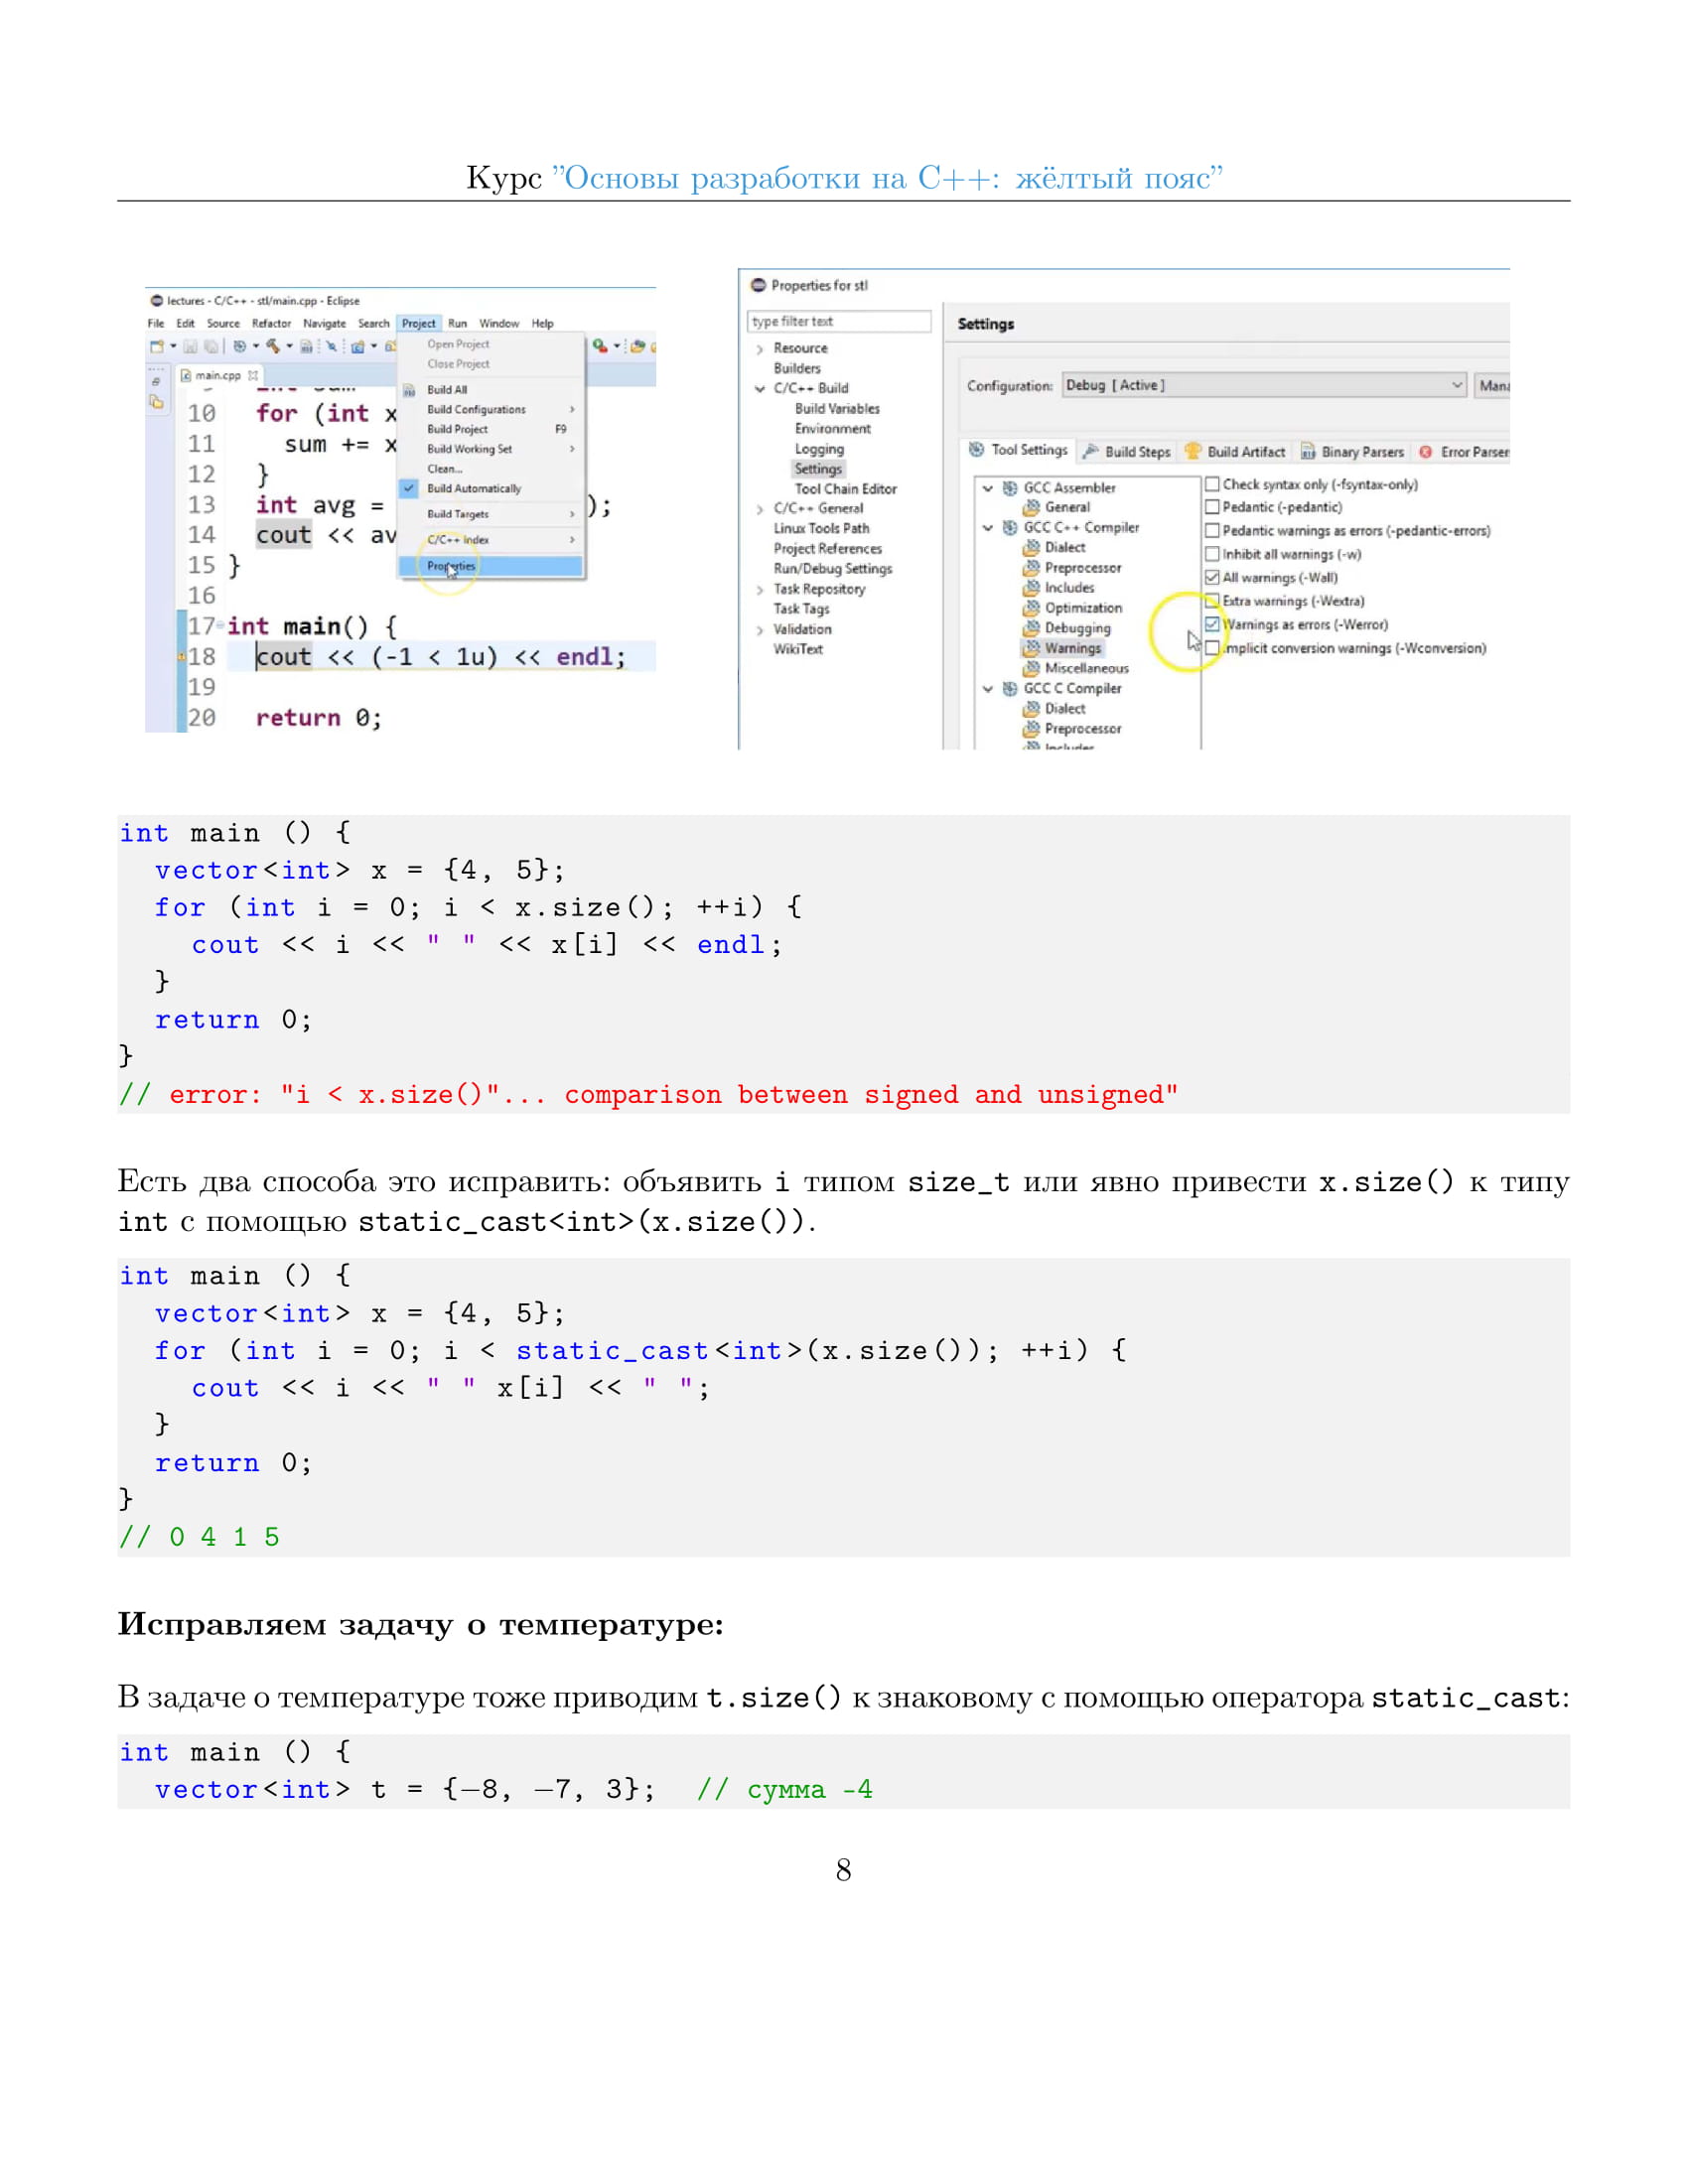 Курс "Основы разработки на C++: жёлтый пояс"
lectures - C/C++ - stl/main.cpp - Eclipse
File Edit Source Refactor Navigate Search Project Run Window Help
main.cpp
10 for (int x
11 sum += x
12 }
13 int avg = );
14 cout << av
15 }
16
17 int main() {
18 cout << (-1 < 1u) << endl;
19
20 return 0;
Open Project
Close Project
Build All
Build Configurations
Build Project F9
Build Working Set
Clean...
Build Automatically
Build Targets
C/C++ Index
Properties
Properties for stl
type filter text
Resource
Builders
C/C++ Build
Build Variables
Environment
Logging
Settings
Tool Chain Editor
C/C++ General
Linux Tools Path
Project References
Run/Debug Settings
Task Repository
Task Tags
Validation
WikiText
Settings
Configuration: Debug [ Active ] Mana
Tool Settings Build Steps Build Artifact Binary Parsers Error Parser
GCC Assembler
General
GCC C++ Compiler
Dialect
Preprocessor
Includes
Optimization
Debugging
Warnings
Miscellaneous
GCC C Compiler
Dialect
Preprocessor
Includes
Check syntax only (-fsyntax-only)
Pedantic (-pedantic)
Pedantic warnings as errors (-pedantic-errors)
Inhibit all warnings (-w)
All warnings (-Wall)
Extra warnings (-Wextra)
Warnings as errors (-Werror)
Implicit conversion warnings (-Wconversion)
int main () {
vector<int> x = {4, 5};
for (int i = 0; i < x.size(); ++i) {
cout << i << " " << x[i] << endl;
}
return 0;
}
// error: "i < x.size()"... comparison between signed and unsigned"
Есть два способа это исправить: объявить i типом size_t или явно привести x.size() к типу
int с помощью static_cast<int>(x.size()).
int main () {
vector<int> x = {4, 5};
for (int i = 0; i < static_cast<int>(x.size()); ++i) {
cout << i << " " x[i] << " ";
}
return 0;
}
// 0 4 1 5
Исправляем задачу о температуре:
В задаче о температуре тоже приводим t.size() к знаковому с помощью оператора static_cast:
int main () {
vector<int> t = {−8, −7, 3}; // сумма -4
8